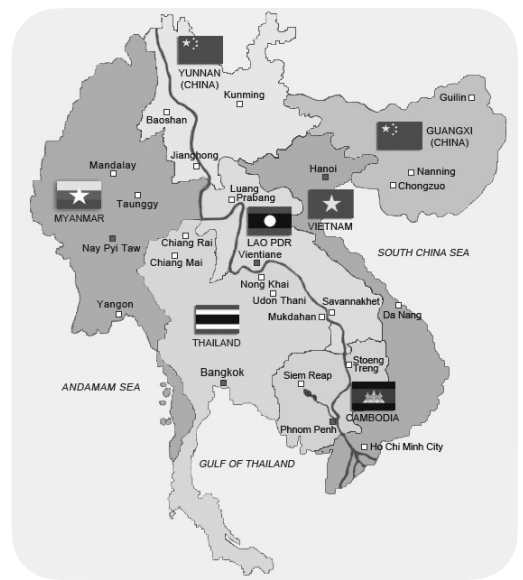 YUNNAN
(CHINA)
Kunming
Guilin
Baoshan
GUANGXI
(CHINA)
Jianghong
Hanoi
Nanning
Mandalay
Chongzuo
Luang
Prabang
Taunggy
MYANMAR
VIETNAM
LAO PDR
Chiang Rai
Nay Pyi Taw
SOUTH CHINA SEA
Vientiane
Chiang Mai
Nong Khai
Udon Thani
Savannakhet
Yangon
Mukdahan
Da Nang
THAILAND
Stoeng
Treng
Bangkok
Siem Reap
ANDAMAM SEA
CAMBODIA
Phnom Penh
Ho Chi Minh City
GULF OF THAILAND